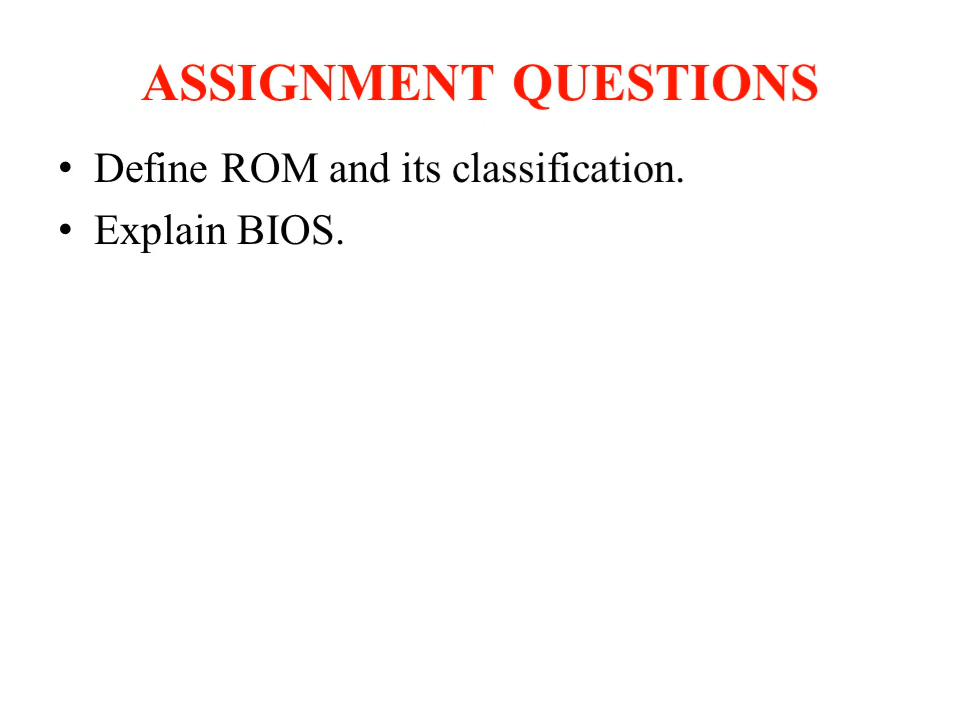 ASSIGNMENT QUESTIONS
• Define ROM and its classification.
• Explain BIOS.